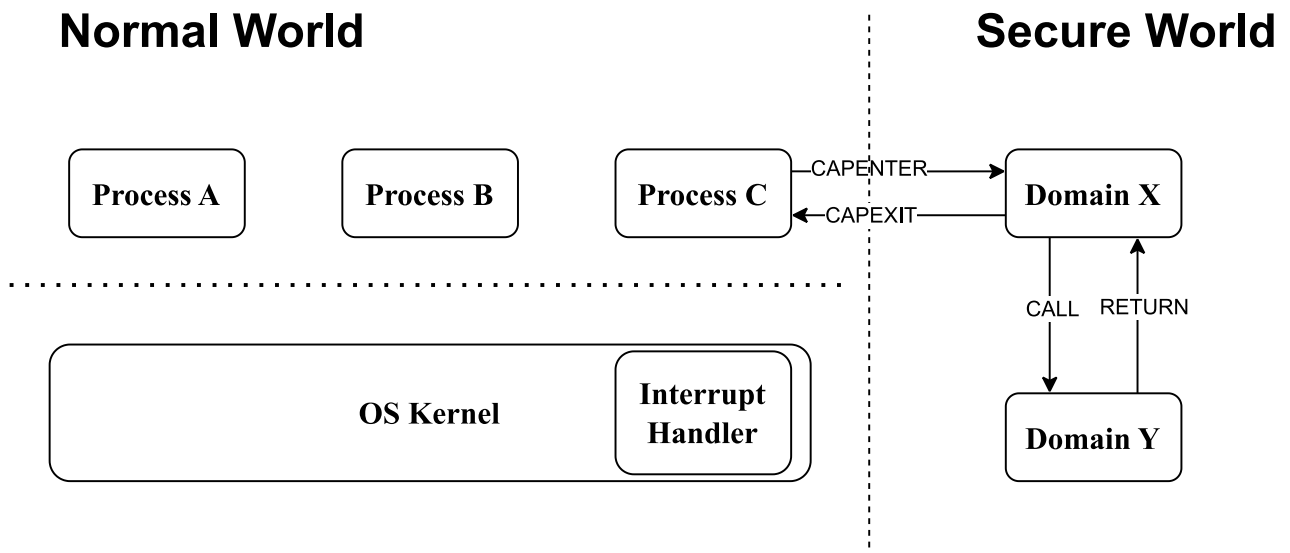 Normal World
Secure World
Process A
Process B
Process C
CAPENTER
CAPEXIT
Domain X
CALL
RETURN
OS Kernel
Interrupt
Handler
Domain Y